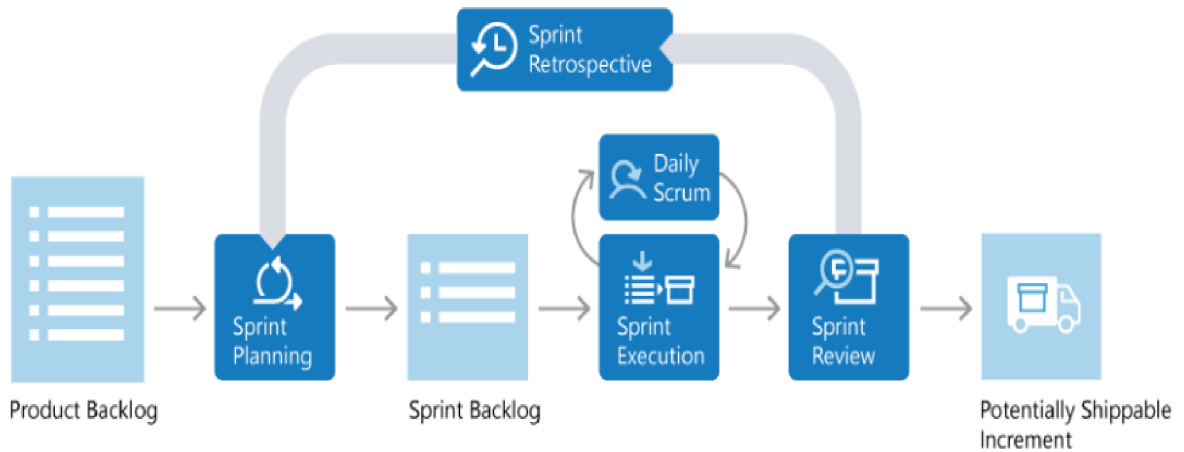 Sprint
Retrospective
Daily
Scrum
Sprint
Planning
Sprint
Execution
Sprint
Review
Product Backlog
Sprint Backlog
Potentially Shippable
Increment